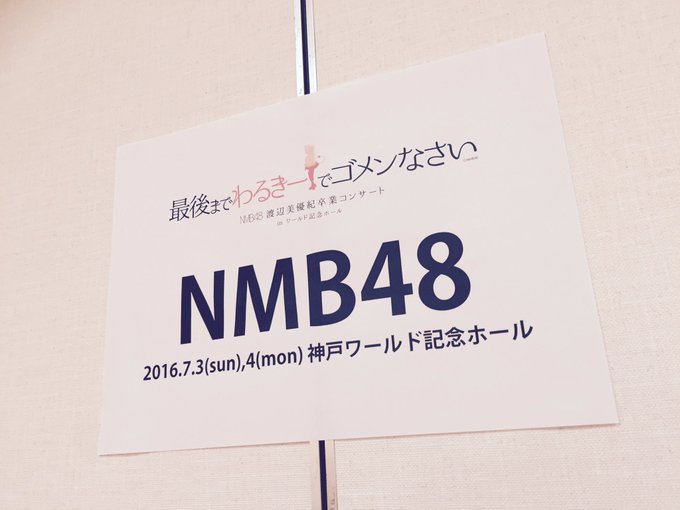 最後までわるきーでゴメンなさい
NMB48 渡辺美優紀卒業コンサート
in ワールド記念ホール
NMB48
2016.7.3(sun),4(mon) 神戸ワールド記念ホール